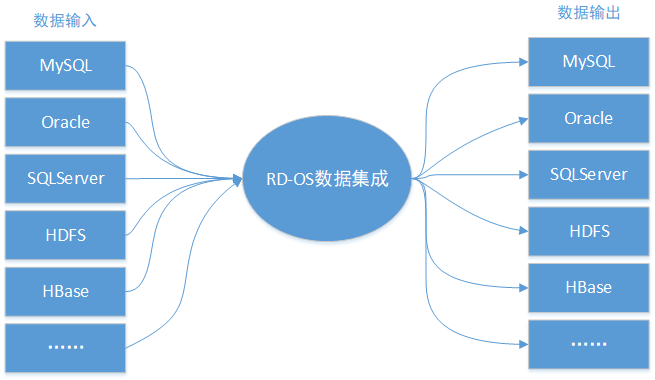 数据输入
MySQL
Oracle
SQLServer
HDFS
HBase
……
RD-OS数据集成
数据输出
MySQL
Oracle
SQLServer
HDFS
HBase
……